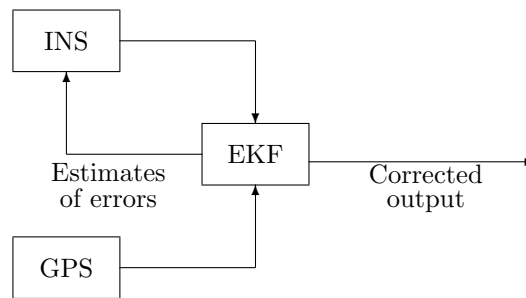 INS
EKF
Estimates
of errors
Corrected
output
GPS